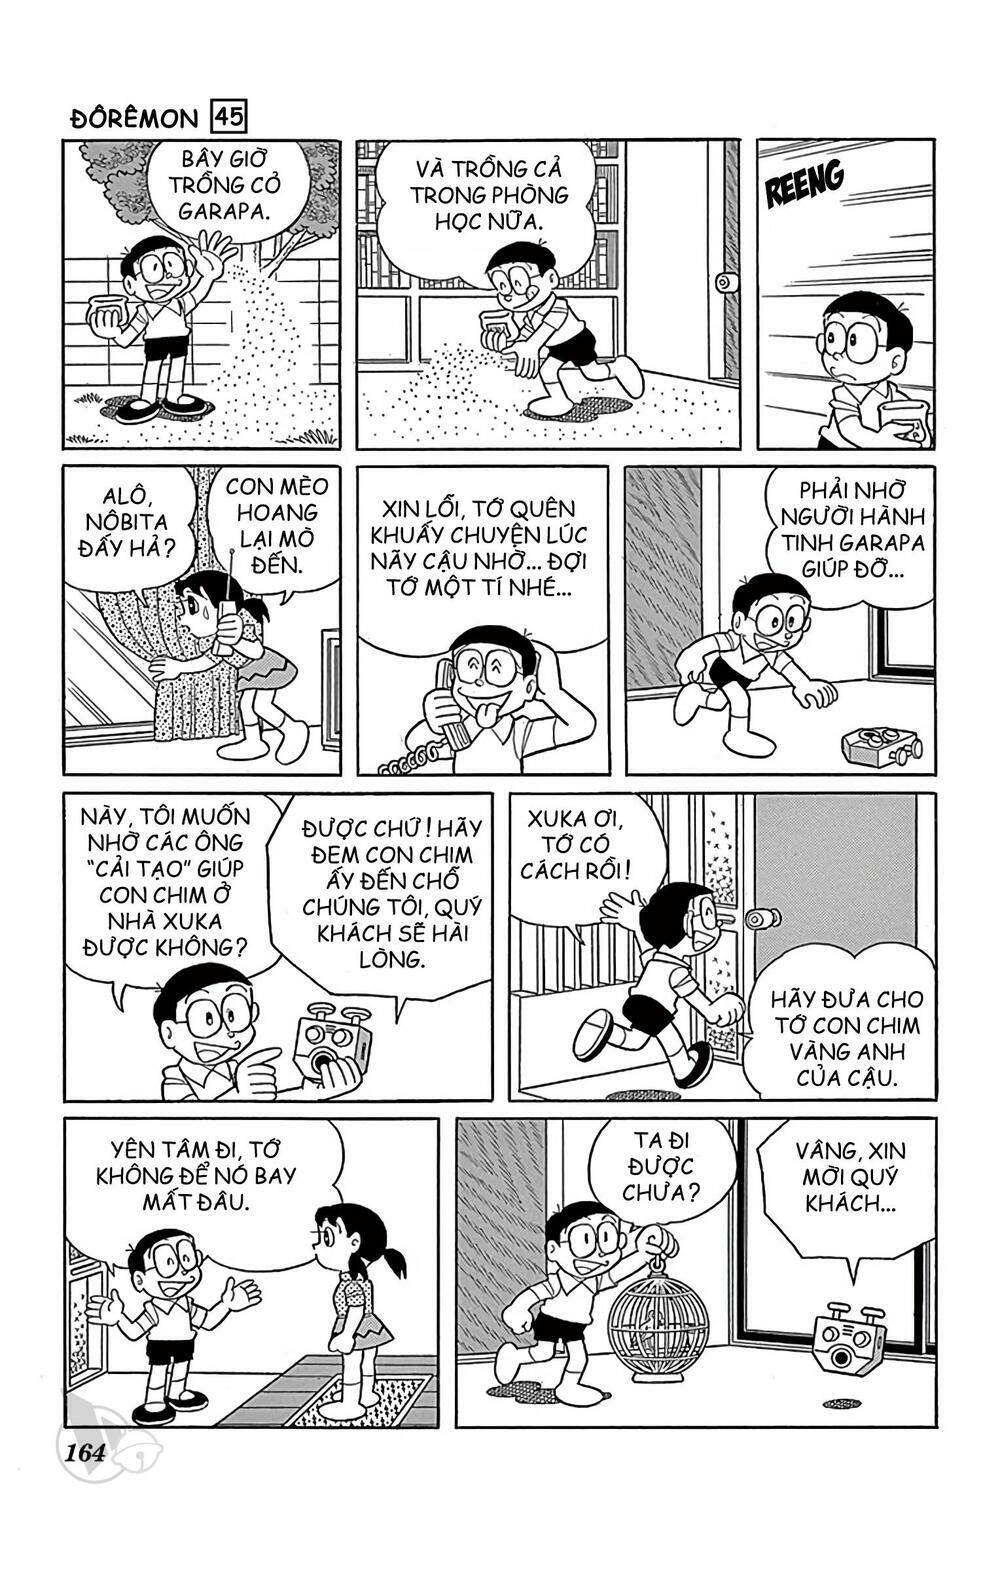 ĐÔRÊMON 45
BÂY GIỜ
TRỒNG CỎ
GARAPA.
VÀ TRỒNG CẢ
TRONG PHÒNG
HỌC NỮA.
REENG
ALÔ,
NÔBITA
ĐẤY HẢ?
CON MÈO
HOANG
LẠI MÒ
ĐẾN.
XIN LỖI, TỚ QUÊN
KHUẤY CHUYỆN LÚC
NÃY CẬU NHỜ... ĐỢI
TỚ MỘT TÍ NHÉ...
PHẢI NHỜ
NGƯỜI HÀNH
TINH GARAPA
GIÚP ĐỠ...
NÀY, TÔI MUỐN
NHỜ CÁC ÔNG
“CẢI TẠO” GIÚP
CON CHIM Ở
NHÀ XUKA
ĐƯỢC KHÔNG?
ĐƯỢC CHỨ! HÃY
ĐEM CON CHIM
ẤY ĐẾN CHỖ
CHÚNG TÔI, QUÝ
KHÁCH SẼ HÀI
LÒNG.
XUKA ƠI,
TỚ CÓ
CÁCH RỒI!
HÃY ĐƯA CHO
TỚ CON CHIM
VÀNG ANH
CỦA CẬU.
YÊN TÂM ĐI, TỚ
KHÔNG ĐỂ NÓ BAY
MẤT ĐÂU.
TA ĐI
ĐƯỢC
CHƯA?
VÂNG, XIN
MỜI QUÝ
KHÁCH...
164